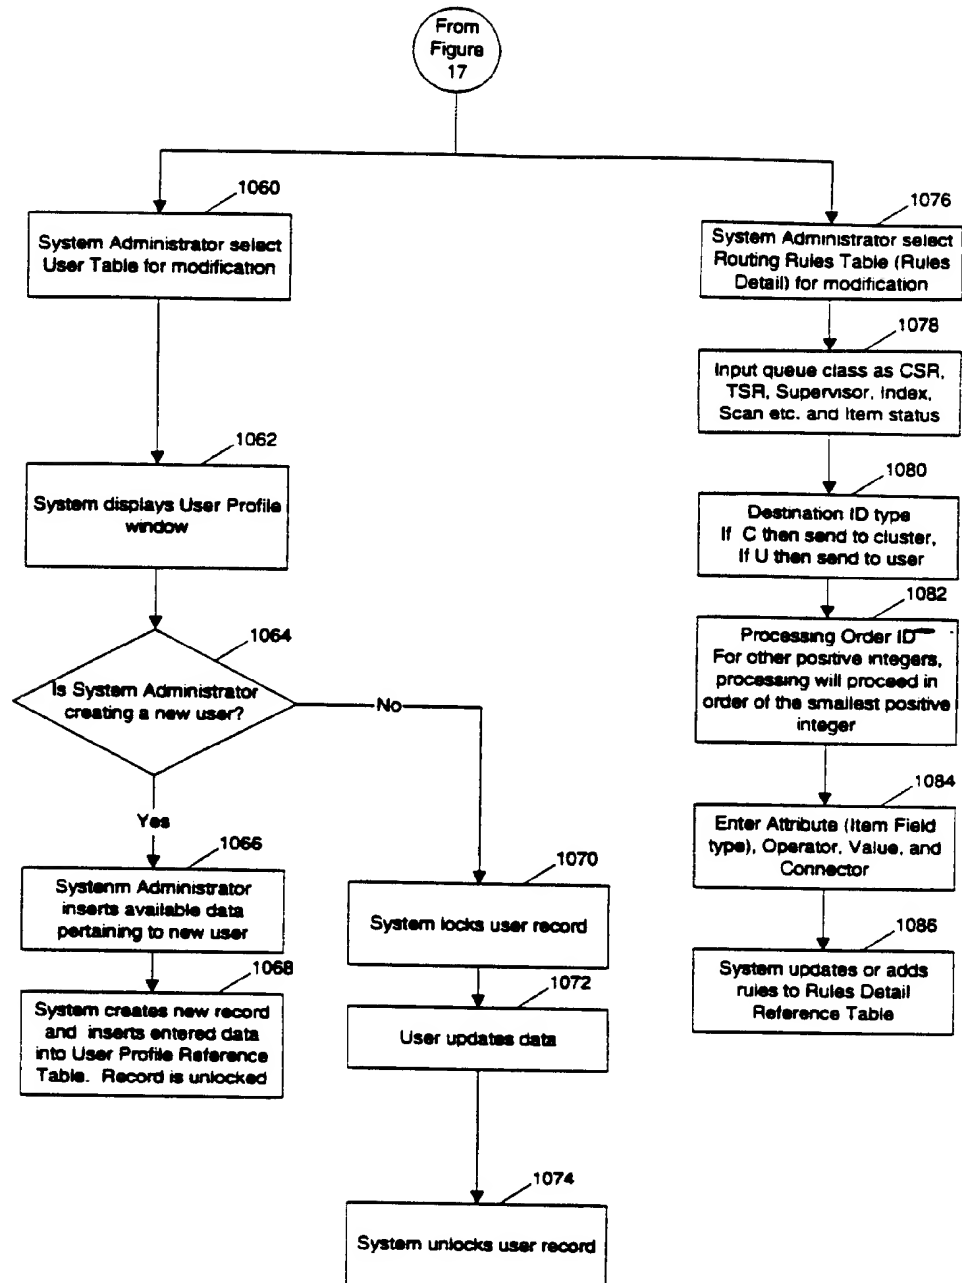 From
Figure
17
1060
System Administrator select
User Table for modification
1062
System displays User Profile
window
1064
Is System Administrator
creating a new user?
No
Yes
1066
Systenm Administrator
inserts available data
pertaining to new user
1068
System creates new record
and inserts entered data
into User Profile Reference
Table. Record is unlocked
1070
System locks user record
1072
User updates data
1074
System unlocks user record
1076
System Administrator select
Routing Rules Table (Rules
Detail) for modification
1078
Input queue class as CSR,
TSR, Supervisor, Index,
Scan etc. and Item status
1080
Destination ID type
If C then send to cluster,
If U then send to user
1082
Processing Order ID
For other positive integers,
processing will proceed in
order of the smallest positive
integer
1084
Enter Attribute (Item Field
type), Operator, Value, and
Connector
1086
System updates or adds
rules to Rules Detail
Reference Table